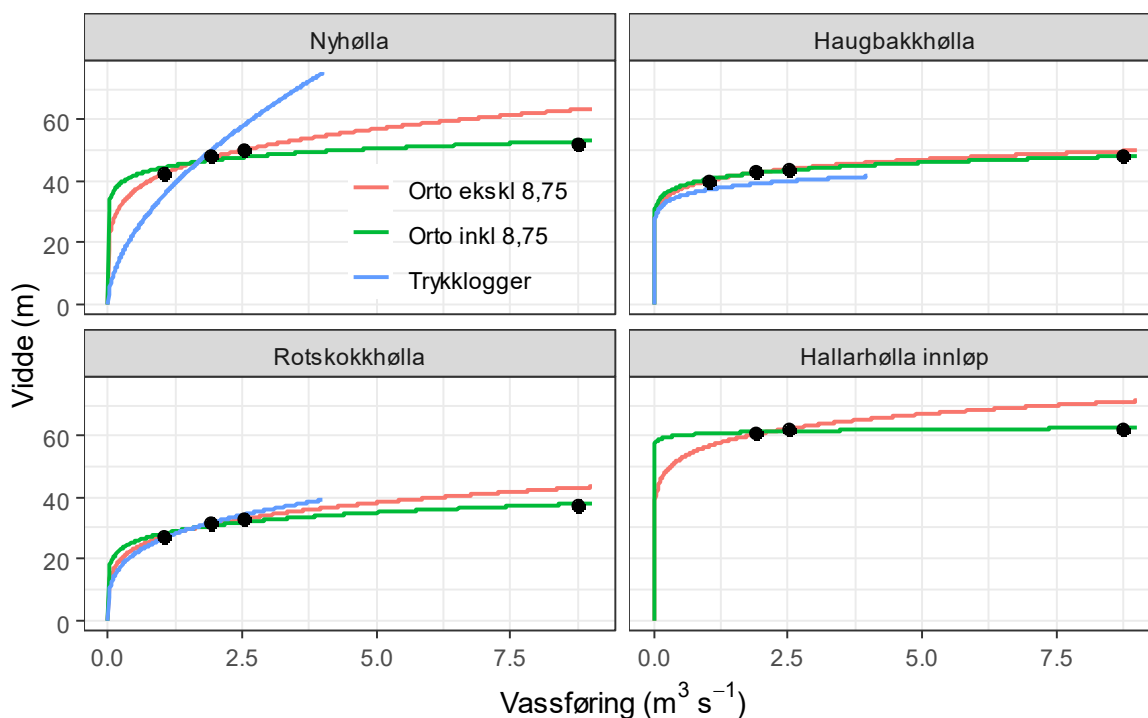 Nyhølla
Haugbakkhølla
60
40
20
0
Orto ekskl 8,75
Orto inkl 8,75
Trykklogger
Vidde (m)
Rotskokkhølla
Hallarhølla innløp
60
40
20
0
0.0 2.5 5.0 7.5
0.0 2.5 5.0 7.5
Vassføring (m³ s⁻¹)